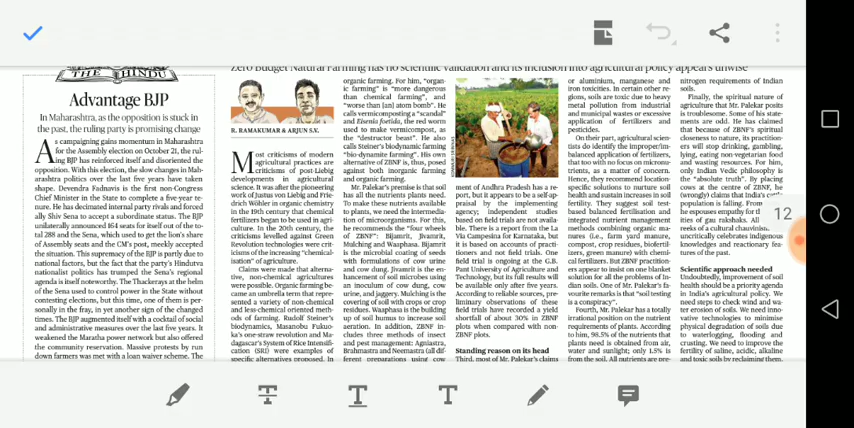 Zero Budget Natural Farming has no scientific validation and its inclusion into agricultural policy appears unwise
THE HINDU
Advantage BJP
In Maharashtra, as the opposition is stuck in
the past, the ruling party is promising change
As campaigning gains momentum in Maharashtra
for the Assembly election on October 21, the rul-
ing BJP has reinforced itself and disoriented the
opposition. With this election, the slow changes in Mah-
arashtra politics over the last five years have taken
shape. Devendra Fadnavis is the first non-Congress
Chief Minister in the State to complete a five-year te-
nure. He has decimated internal party rivals and forced
ally Shiv Sena to accept a subordinate status. The BJP
unilaterally announced 164 seats for itself out of the to-
tal 288 and the Sena, which used to get the lion's share
of Assembly seats and the CM's post, meekly accepted
the situation. This supremacy of the BJP is partly due to
national factors, but the fact that the party's Hindutva
nationalist politics has trumped the Sena's regional
agenda is itself noteworthy. The Thackerays at the helm
of the Sena used to control power in the State without
contesting elections, but this time, one of them is per-
sonally in the fray, in yet another sign of the changed
times. The BJP augmented itself with a cocktail of social
and administrative measures over the last five years. It
weakened the Maratha power network but also offered
the community reservation. Massive protests by run
down farmers was met with a loan waiver scheme. The
R. RAMAKUMAR & ARJUN S.V.
Most criticisms of modern
agricultural practices are
criticisms of post-Liebig
developments in agricultural
science. It was after the pioneering
work of Justus von Liebig and Frie-
drich Wöhler in organic chemistry
in the 19th century that chemical
fertilizers began to be used in agri-
culture. In the 20th century, the
criticisms levelled against Green
Revolution technologies were crit-
icisms of the increasing "chemical-
isation" of agriculture.
Claims were made that alterna-
tive, non-chemical agricultures
were possible. Organic farming be-
came an umbrella term that repre-
sented a variety of non-chemical
and less-chemical oriented meth-
ods of farming. Rudolf Steiner's
biodynamics, Masanobu Fukuo-
ka's one-straw revolution and Ma-
dagascar's System of Rice Intensifi-
cation (SRI) were examples of
specific alternatives proposed. In
organic farming. For him, "organ-
ic farming" is "more dangerous
than chemical farming", and
"worse than [an] atom bomb". He
calls vermicomposting a "scandal"
and Eisenia foetida, the red worm
used to make vermicompost, as
the "destructor beast". He also
calls Steiner's biodynamic farming
"bio-dynamite farming". His own
alternative of ZBNF is, thus, posed
against both inorganic farming
and organic farming.
Mr. Palekar's premise is that soil
has all the nutrients plants need.
To make these nutrients available
to plants, we need the intermedia-
tion of microorganisms. For this,
he recommends the "four wheels
of ZBNF": Bijamrit, Jivamrit,
Mulching and Waaphasa. Bijamrit
is the microbial coating of seeds
with formulations of cow urine
and cow dung. Jivamrit is the en-
hancement of soil microbes using
an inoculum of cow dung, cow
urine, and jaggery. Mulching is the
covering of soil with crops or crop
residues. Waaphasa is the building
up of soil humus to increase soil
aeration. In addition, ZBNF in-
cludes three methods of insect
and pest management: Agniastra,
Brahmastra and Neemastra (all dif-
ferent preparations using cow
ment of Andhra Pradesh has a re-
port, but it appears to be a self-ap-
praisal by the implementing
agency; independent studies
based on field trials are not availa-
ble. There is a report from the La
Via Campesina for Karnataka, but
it is based on accounts of practi-
tioners and not field trials. One
field trial is ongoing at the G.B.
Pant University of Agriculture and
Technology, but its full results will
be available only after five years.
According to reliable sources, pre-
liminary observations of these
field trials have recorded a yield
shortfall of about 30% in ZBNF
plots when compared with non-
ZBNF plots.
Standing reason on its head
Third, most of Mr. Palekar's claims
or aluminium, manganese and
iron toxicities. In certain other re-
gions, soils are toxic due to heavy
metal pollution from industrial
and municipal wastes or excessive
application of fertilizers and
pesticides.
On their part, agricultural scien-
tists do identify the improper/im-
balanced application of fertilizers,
that too with no focus on micronu-
trients, as a matter of concern.
Hence, they recommend location-
specific solutions to nurture soil
health and sustain increases in soil
fertility. They suggest soil test-
based balanced fertilisation and
integrated nutrient management
methods combining organic ma-
nures (i.e., farm yard manure,
compost, crop residues, biofertil-
izers, green manure) with chemi-
cal fertilizers. But ZBNF practition-
ers appear to insist on one blanket
solution for all the problems of In-
dian soils. One of Mr. Palekar's fa-
vourite remarks is that "soil testing
is a conspiracy".
Fourth, Mr. Palekar has a totally
irrational position on the nutrient
requirements of plants. According
to him, 98.5% of the nutrients that
plants need is obtained from air,
water and sunlight; only 1.5% is
from the soil. All nutrients are pre-
nitrogen requirements of Indian
soils.
Finally, the spiritual nature of
agriculture that Mr. Palekar posits
is troublesome. Some of his state-
ments are odd. He has claimed
that because of ZBNF's spiritual
closeness to nature, its practition-
ers will stop drinking, gambling,
lying, eating non-vegetarian food
and wasting resources. For him,
only Indian Vedic philosophy is
the "absolute truth". By placing
cows at the centre of ZBNF, he
(wrongly) claims that India's
population is falling. From
he espouses empathy for
ities of gau rakshaks. All
reeks of a cultural chauvinism
uncritically celebrates indigenous
knowledges and reactionary fea-
tures of the past.
Scientific approach needed
Undoubtedly, improvement of soil
health should be a priority agenda
in India's agricultural policy. We
need steps to check wind and wa-
ter erosion of soils. We need inno-
vative technologies to minimise
physical degradation of soils due
to waterlogging, flooding and
crusting. We need to improve the
fertility of saline, acidic, alkaline
and toxic soils by reclaiming them.
12